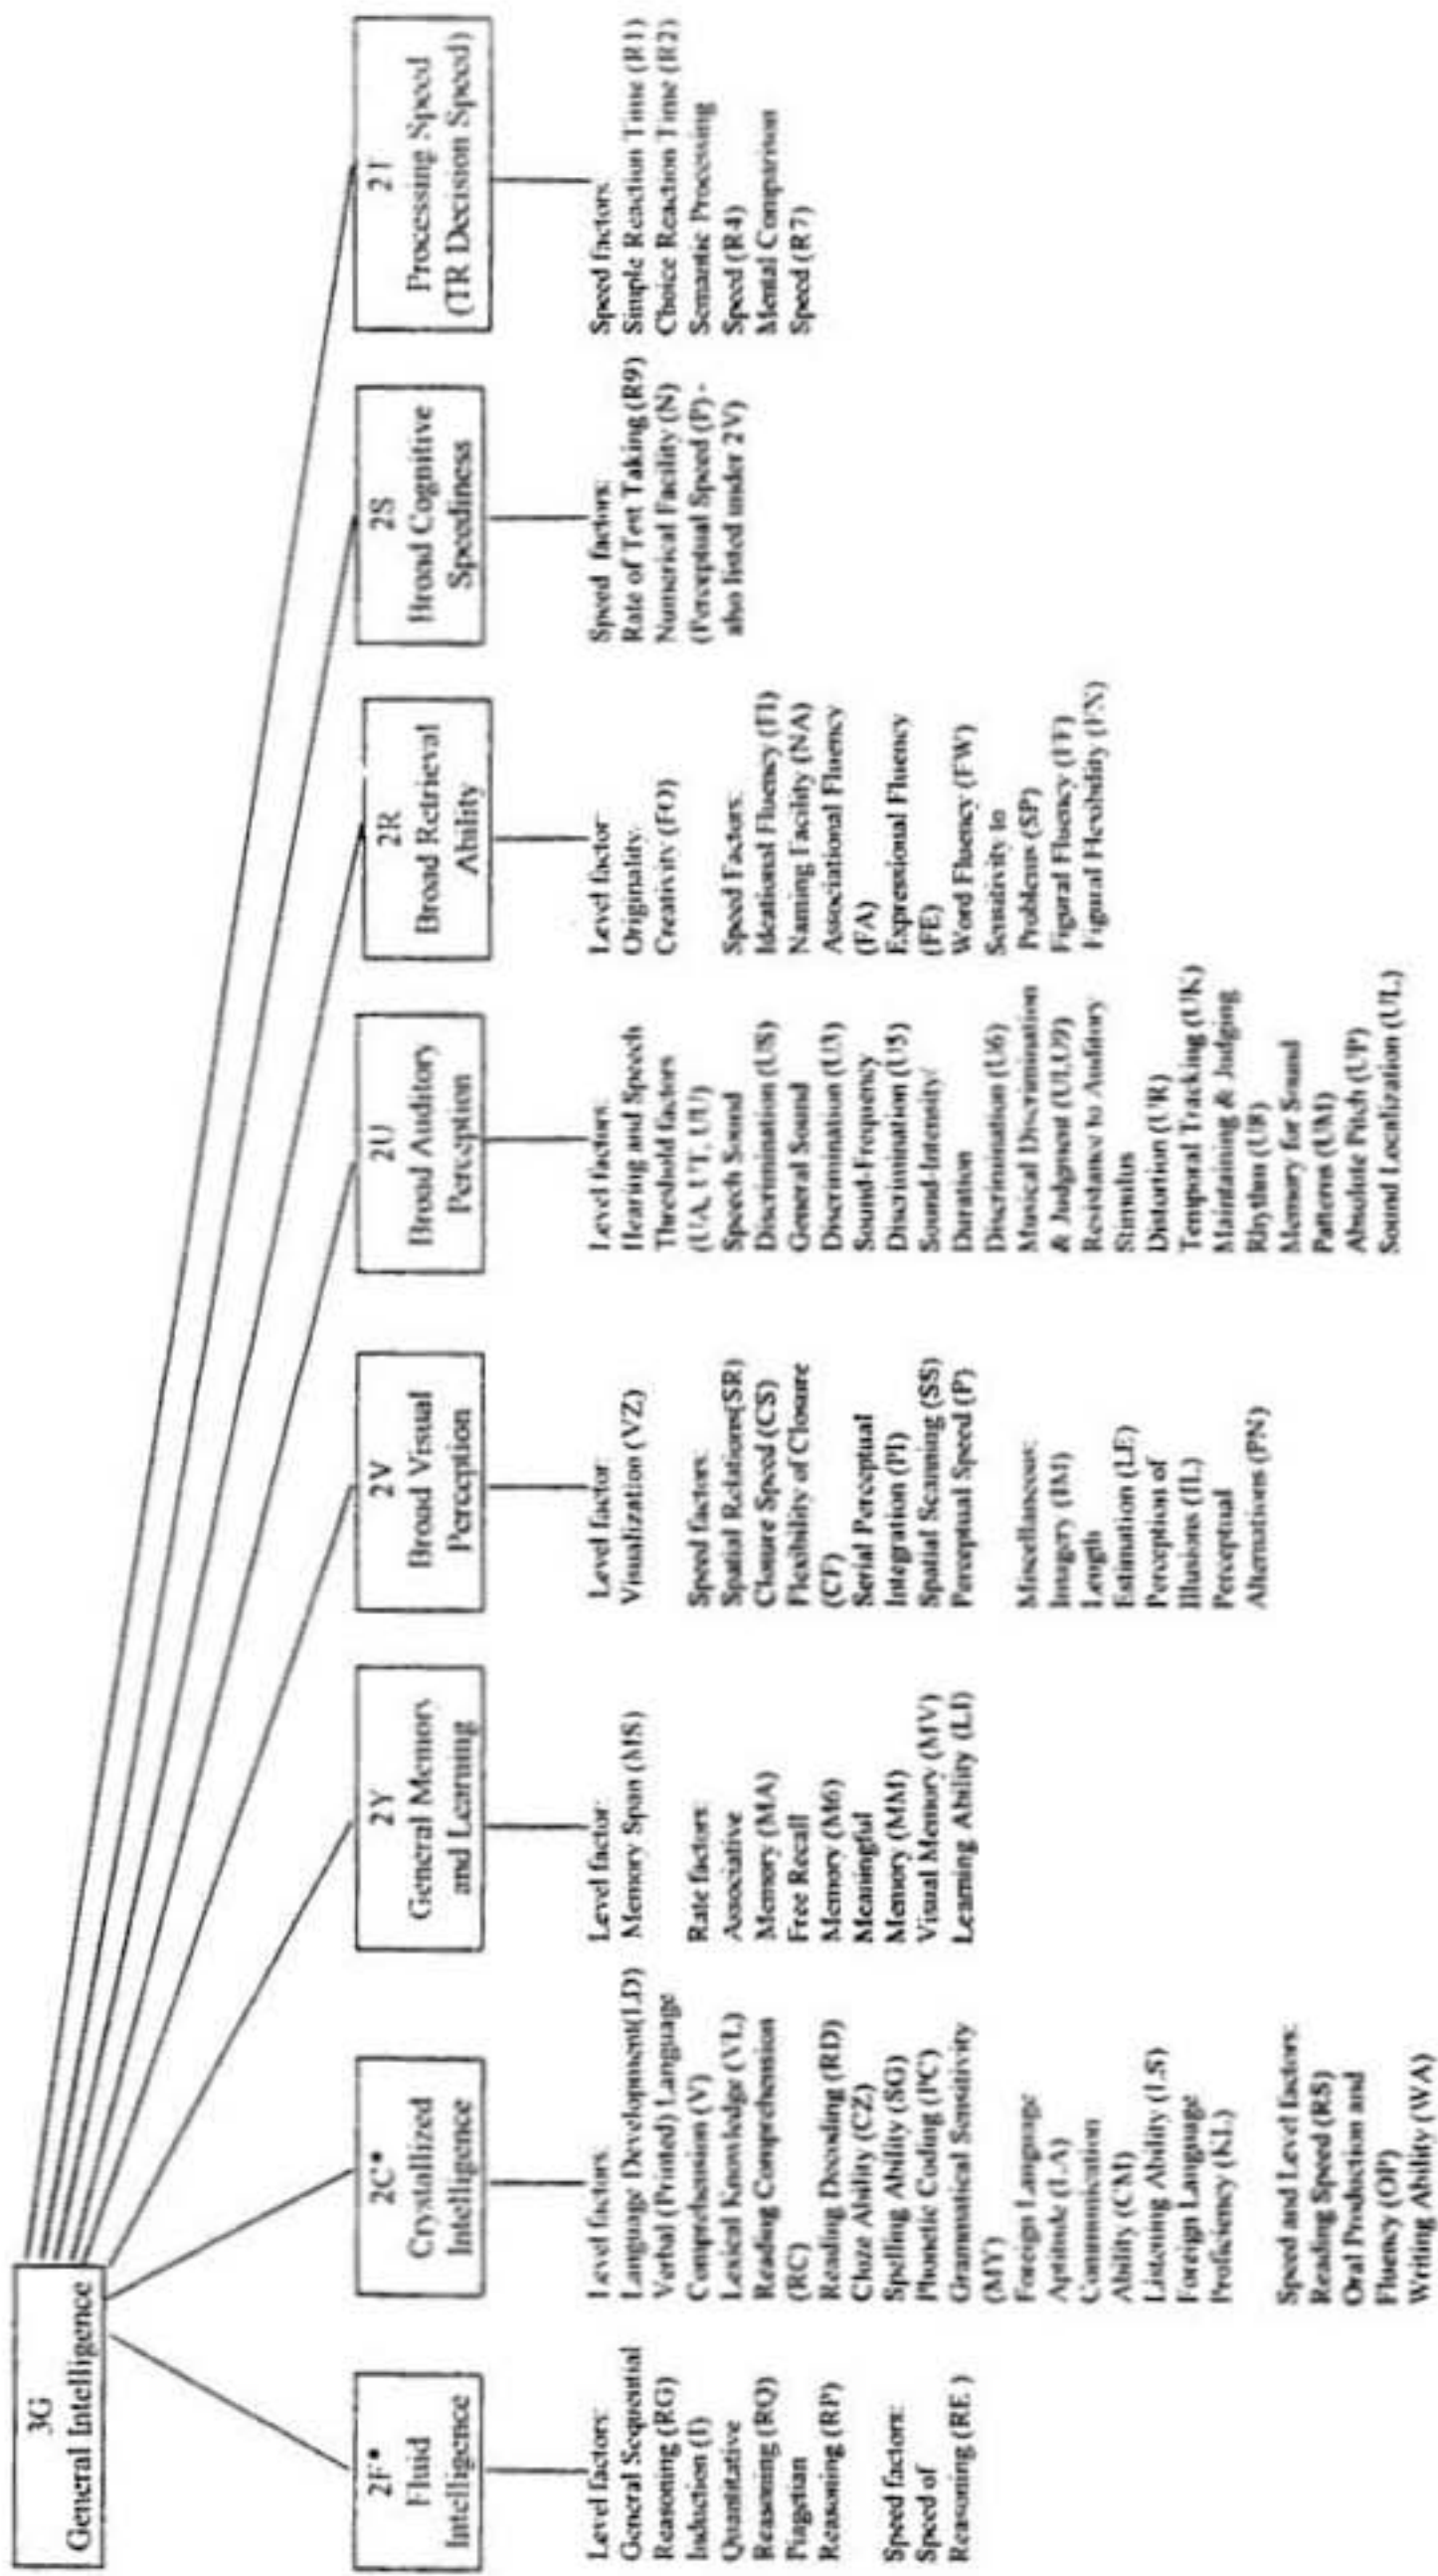 3G
General Intelligence
2F*
Fluid
Intelligence
Level factors:
General Sequential
Reasoning (RG)
Induction (I)
Quantitative
Reasoning (RQ)
Piagetian
Reasoning (RP)
Speed factors:
Speed of
Reasoning (RE )
2C*
Crystallized
Intelligence
Level factors:
Language Development(LD)
Verbal (Printed) Language
Comprehension (V)
Lexical Knowledge (VL)
Reading Comprehension
(RC)
Reading Decoding (RD)
Cloze Ability (CZ)
Spelling Ability (SG)
Phonetic Coding (PC)
Grammatical Sensitivity
(MY)
Foreign Language
Aptitude (LA)
Communication
Ability (CM)
Listening Ability (LS)
Foreign Language
Proficiency (KL)
Speed and Level factors:
Reading Speed (RS)
Oral Production and
Fluency (OP)
Writing Ability (WA)
2Y
General Memory
and Learning
Level factor:
Memory Span (MS)
Rate factors:
Associative
Memory (MA)
Free Recall
Memory (M6)
Meaningful
Memory (MM)
Visual Memory (MV)
Learning Ability (L1)
2V
Broad Visual
Perception
Level factor:
Visualization (VZ)
Speed factors:
Spatial Relations(SR)
Closure Speed (CS)
Flexibility of Closure
(CF)
Serial Perceptual
Integration (PI)
Spatial Scanning (SS)
Perceptual Speed (P)
Miscellaneous:
Imagery (IM)
Length
Estimation (LE)
Perception of
Illusions (IL)
Perceptual
Alternations (PN)
2U
Broad Auditory
Perception
Level factors:
Hearing and Speech
Threshold factors
(UA, UT, UU)
Speech Sound
Discrimination (US)
General Sound
Discrimination (U3)
Sound-Frequency
Discrimination (U5)
Sound-Intensity/
Duration
Discrimination (U6)
Musical Discrimination
& Judgment (U1,U9)
Resistance to Auditory
Stimulus
Distortion (UR)
Temporal Tracking (UK)
Maintaining & Judging
Rhythm (U8)
Memory for Sound
Patterns (UM)
Absolute Pitch (UP)
Sound Localization (UL)
2R
Broad Retrieval
Ability
Level factor:
Originality/
Creativity (FO)
Speed Factors:
Ideational Fluency (FI)
Naming Facility (NA)
Associational Fluency
(FA)
Expressional Fluency
(FE)
Word Fluency (FW)
Sensitivity to
Problems (SP)
Figural Fluency (FF)
Figural Flexibility (FX)
2S
Broad Cognitive
Speediness
Speed factors:
Rate of Test Taking (R9)
Numerical Facility (N)
(Perceptual Speed (P) -
also listed under 2V)
2T
Processing Speed
(TR Decision Speed)
Speed factors:
Simple Reaction Time (R1)
Choice Reaction Time (R2)
Semantic Processing
Speed (R4)
Mental Comparison
Speed (R7)